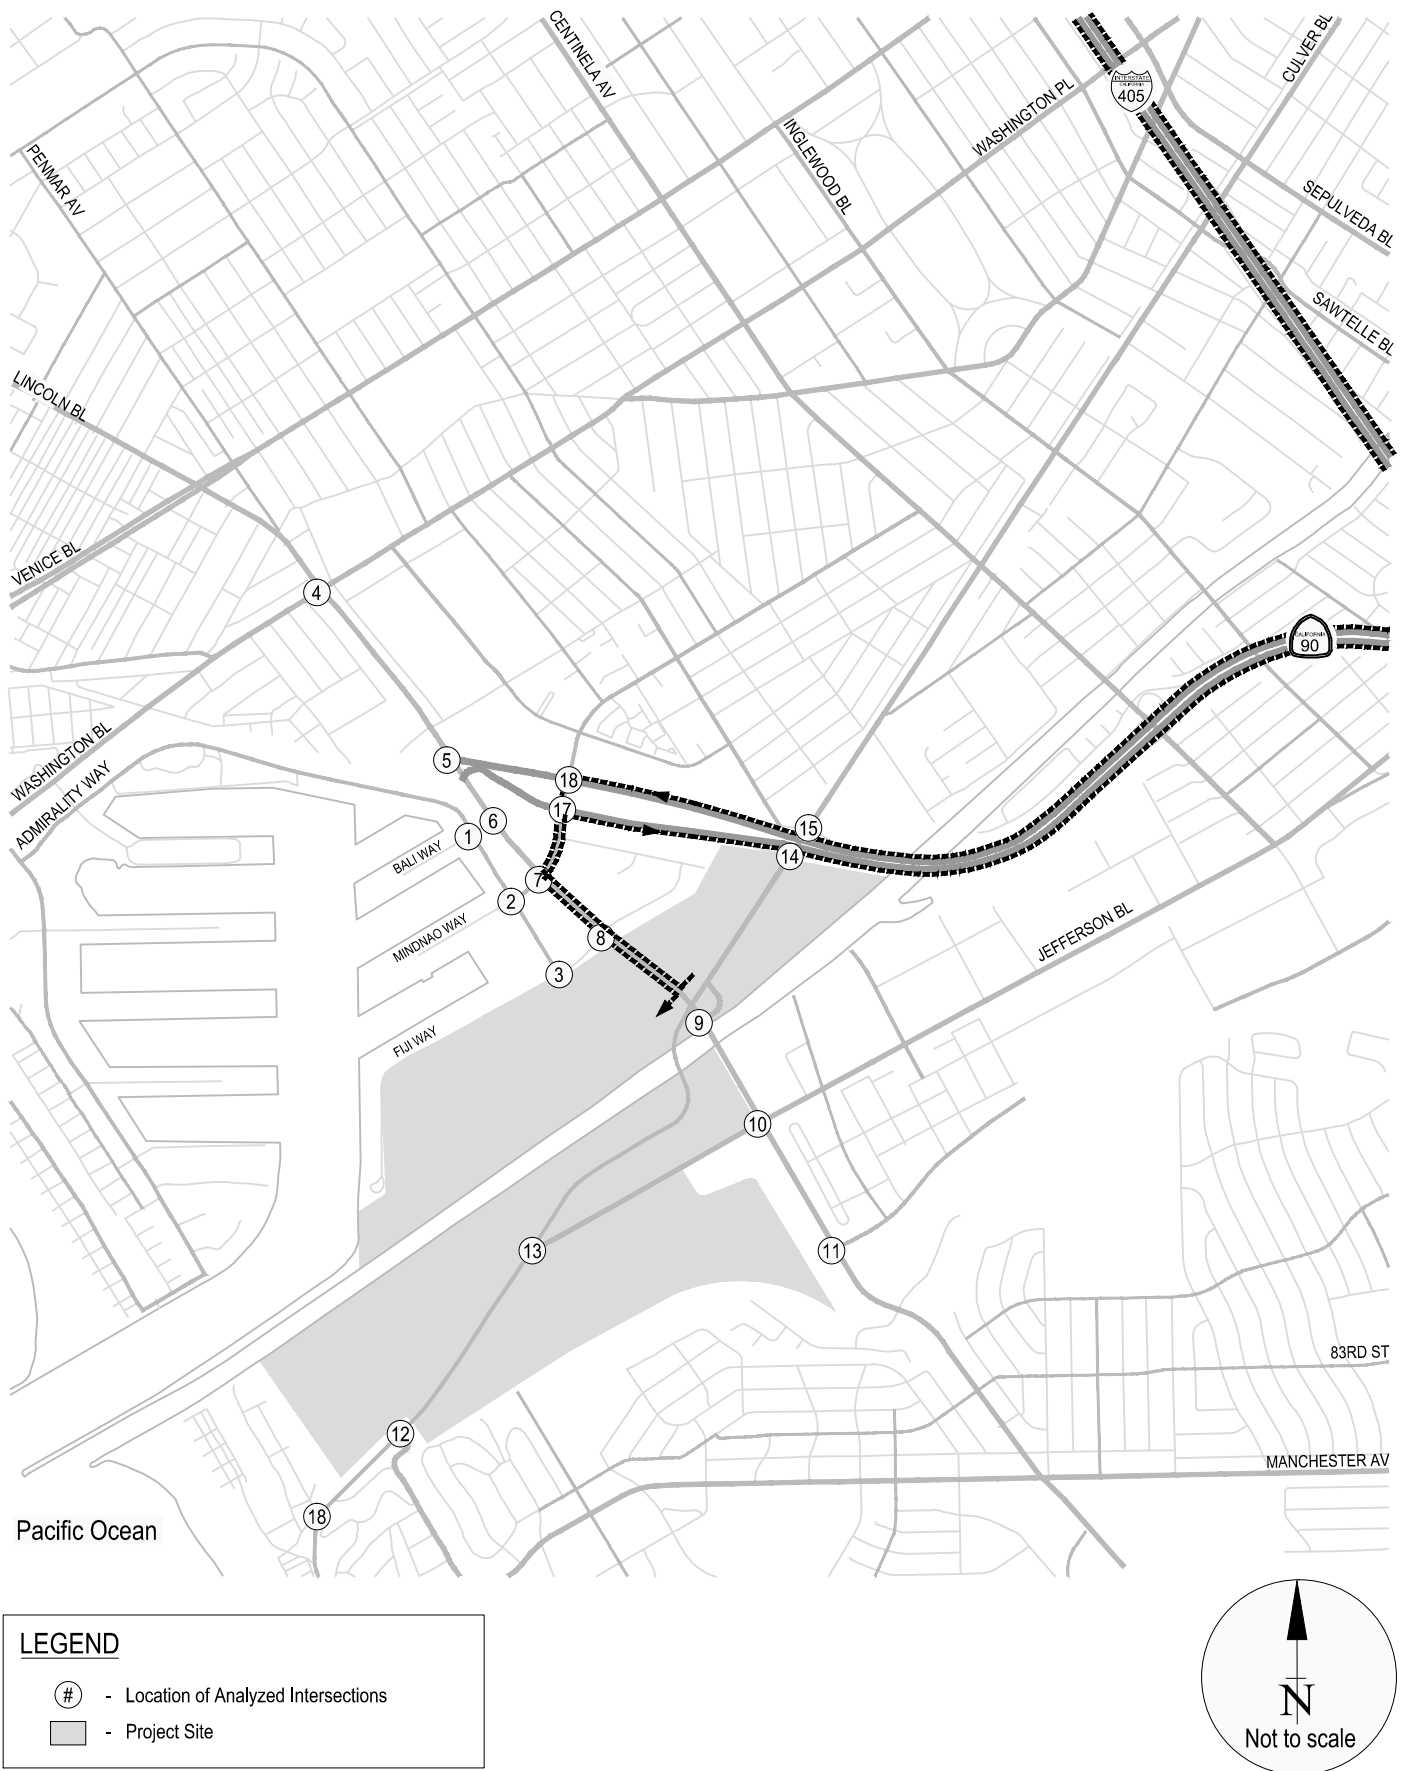 CENTINELA AV
CULVER BL
INTERSTATE
CALIFORNIA
405
WASHINGTON PL
INGLEWOOD BL
PENMAR AV
SEPULVEDA BL
SAWTELLE BL
LINCOLN BL
VENICE BL
4
CALIFORNIA
90
WASHINGTON BL
ADMIRALITY WAY
5
18
17
6
15
1
BALI WAY
14
7
2
MINDNAO WAY
8
JEFFERSON BL
3
9
FIJI WAY
10
13
11
83RD ST
12
MANCHESTER AV
18
Pacific Ocean
LEGEND
# - Location of Analyzed Intersections
- Project Site
N
Not to scale